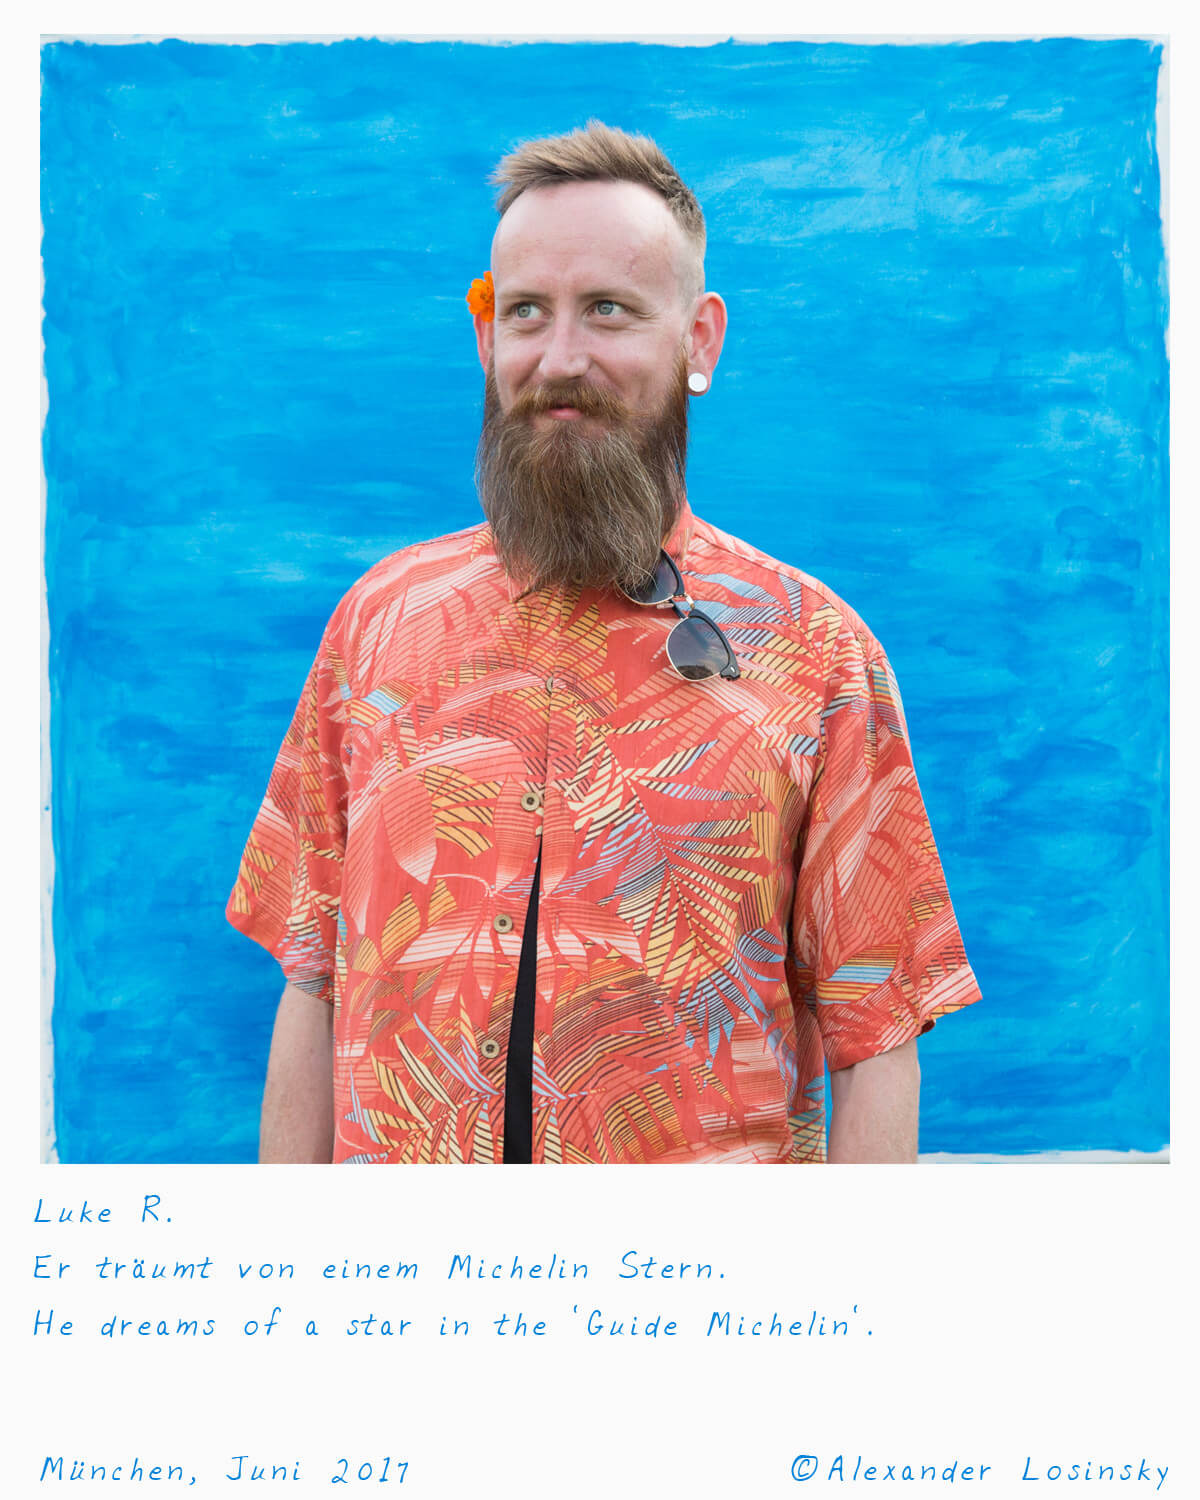 Luke R.
Er träumt von einem Michelin Stern.
He dreams of a star in the ‘Guide Michelin‘.
München, Juni 2017
©Alexander Losinsky